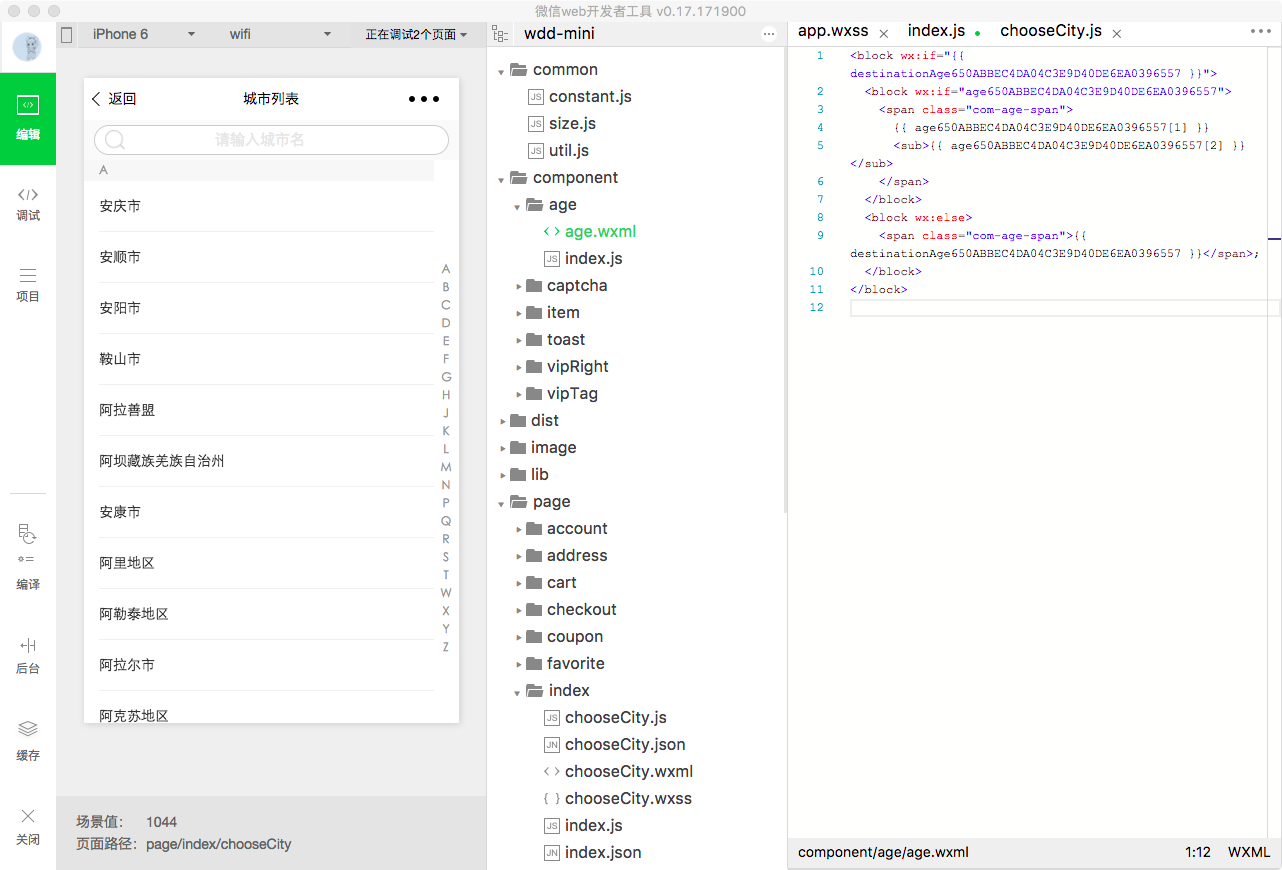 微信web开发者工具 v0.17.171900
iPhone 6
wifi
正在调试2个页面
wdd-mini
app.wxss
index.js
chooseCity.js
编辑
调试
项目
编译
后台
缓存
关闭
返回
城市列表
请输入城市名
A
安庆市
安顺市
安阳市
鞍山市
阿拉善盟
阿坝藏族羌族自治州
安康市
阿里地区
阿勒泰地区
阿拉尔市
阿克苏地区
A
B
C
D
E
F
G
H
J
K
L
M
N
P
Q
R
S
T
W
X
Y
Z
场景值: 1044
页面路径: page/index/chooseCity
common
JS constant.js
JS size.js
JS util.js
component
age
<> age.wxml
JS index.js
captcha
item
toast
vipRight
vipTag
dist
image
lib
page
account
address
cart
checkout
coupon
favorite
index
JS chooseCity.js
JN chooseCity.json
<> chooseCity.wxml
{ } chooseCity.wxss
JS index.js
JN index.json
1 <block wx:if="{{
destinationAge650ABBEC4DA04C3E9D40DE6EA0396557 }}">
2 <block wx:if="age650ABBEC4DA04C3E9D40DE6EA0396557">
3 <span class="com-age-span">
4 {{ age650ABBEC4DA04C3E9D40DE6EA0396557[1] }}
5 <sub>{{ age650ABBEC4DA04C3E9D40DE6EA0396557[2] }}
</sub>
6 </span>
7 </block>
8 <block wx:else>
9 <span class="com-age-span">{{
destinationAge650ABBEC4DA04C3E9D40DE6EA0396557 }}</span>;
10 </block>
11 </block>
12
component/age/age.wxml
1:12
WXML